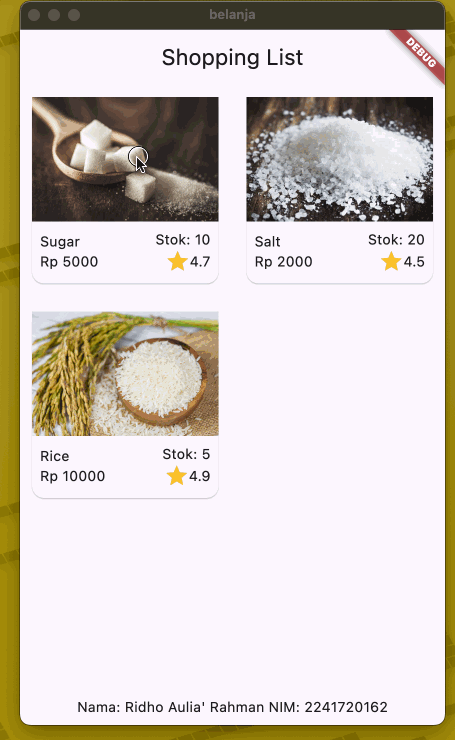 belanja
DEBUG
Shopping List
Sugar
Stok: 10
Rp 5000
4.7
Salt
Stok: 20
Rp 2000
4.5
Rice
Stok: 5
Rp 10000
4.9
Nama: Ridho Aulia' Rahman NIM: 2241720162